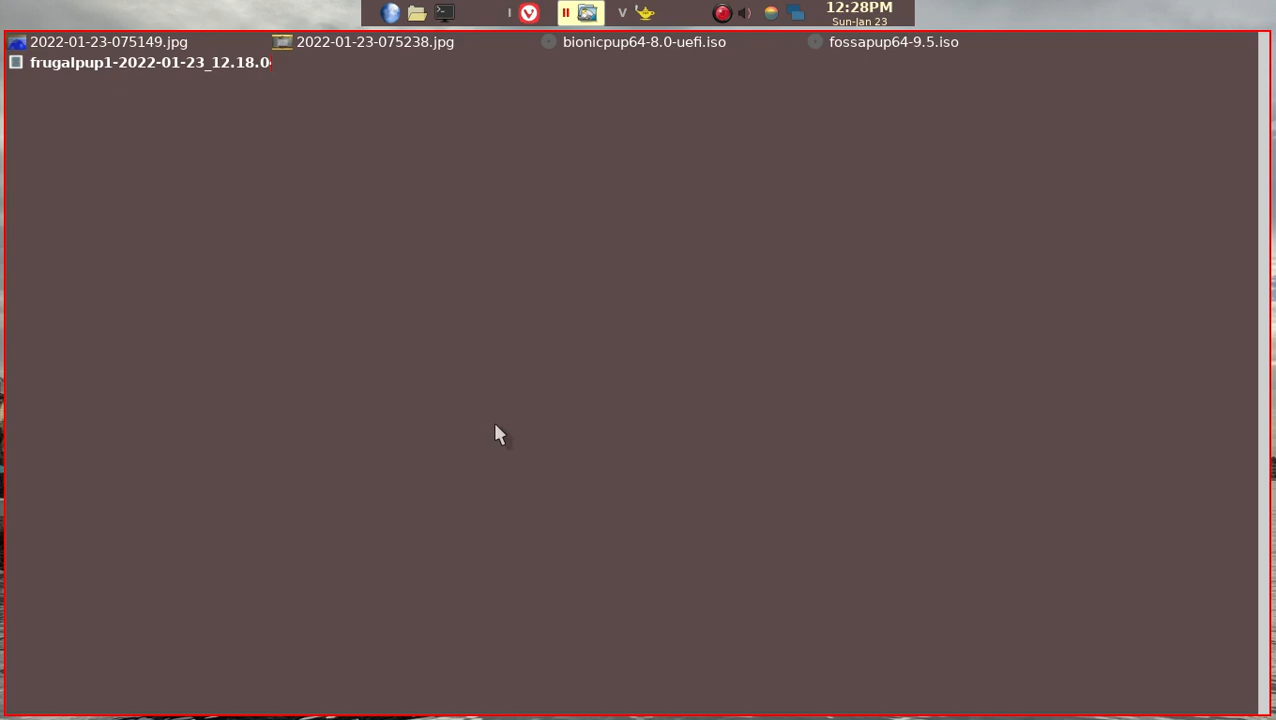 I II V 12:28PM
Sun-Jan 23
2022-01-23-075149.jpg 2022-01-23-075238.jpg bionicpup64-8.0-uefi.iso fossapup64-9.5.iso
frugalpup1-2022-01-23_12.18.0